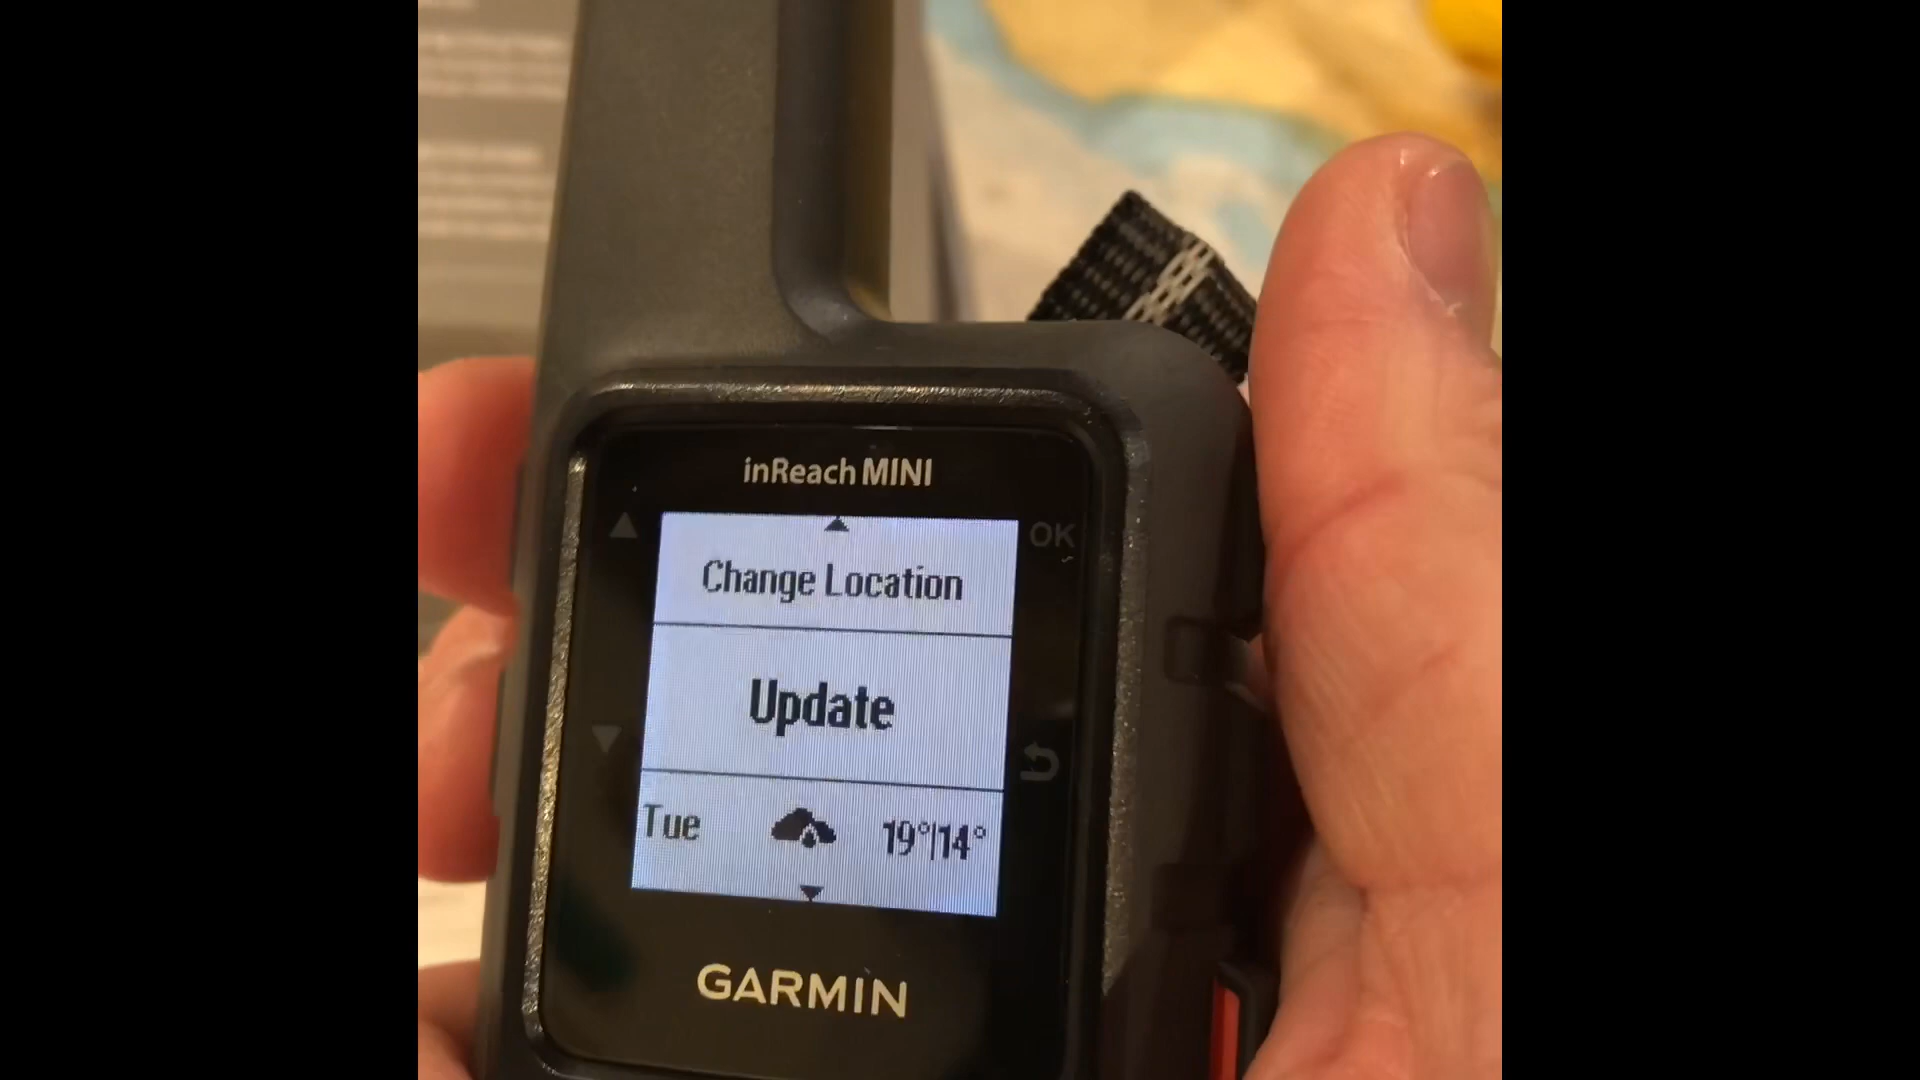 inReach MINI
OK
Change Location
Update
Tue 19°|14°
GARMIN